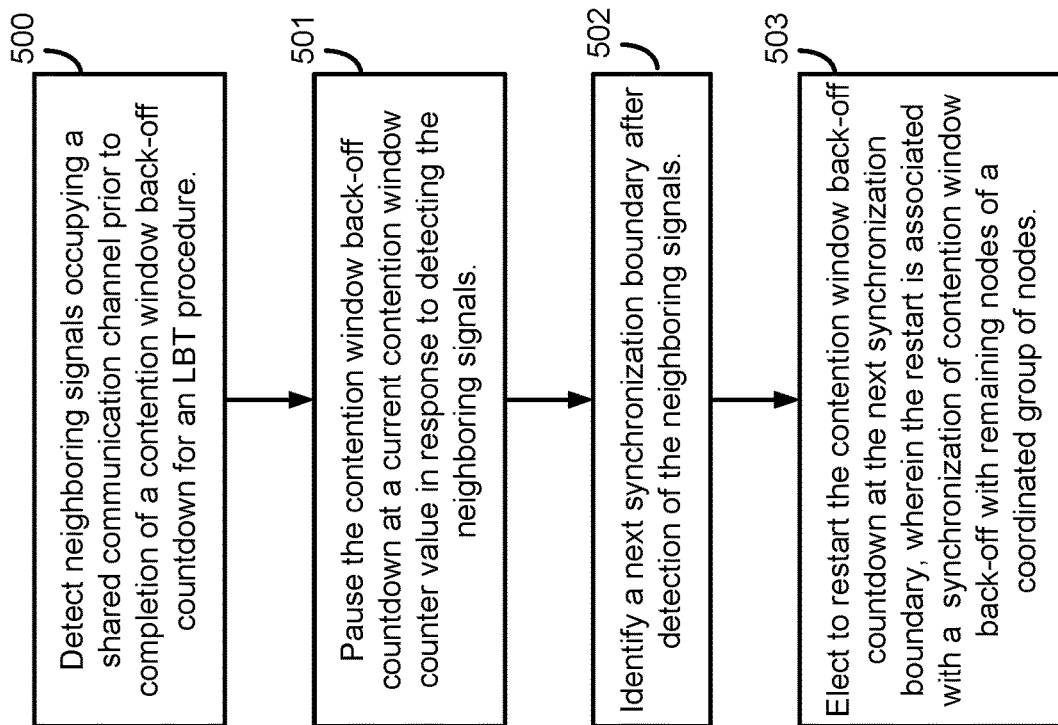 500
Detect neighboring signals occupying a
shared communication channel prior to
completion of a contention window back-off
countdown for an LBT procedure.
501
Pause the contention window back-off
countdown at a current contention window
counter value in response to detecting the
neighboring signals.
502
Identify a next synchronization boundary after
detection of the neighboring signals.
503
Elect to restart the contention window back-off
countdown at the next synchronization
boundary, wherein the restart is associated
with a synchronization of contention window
back-off with remaining nodes of a
coordinated group of nodes.